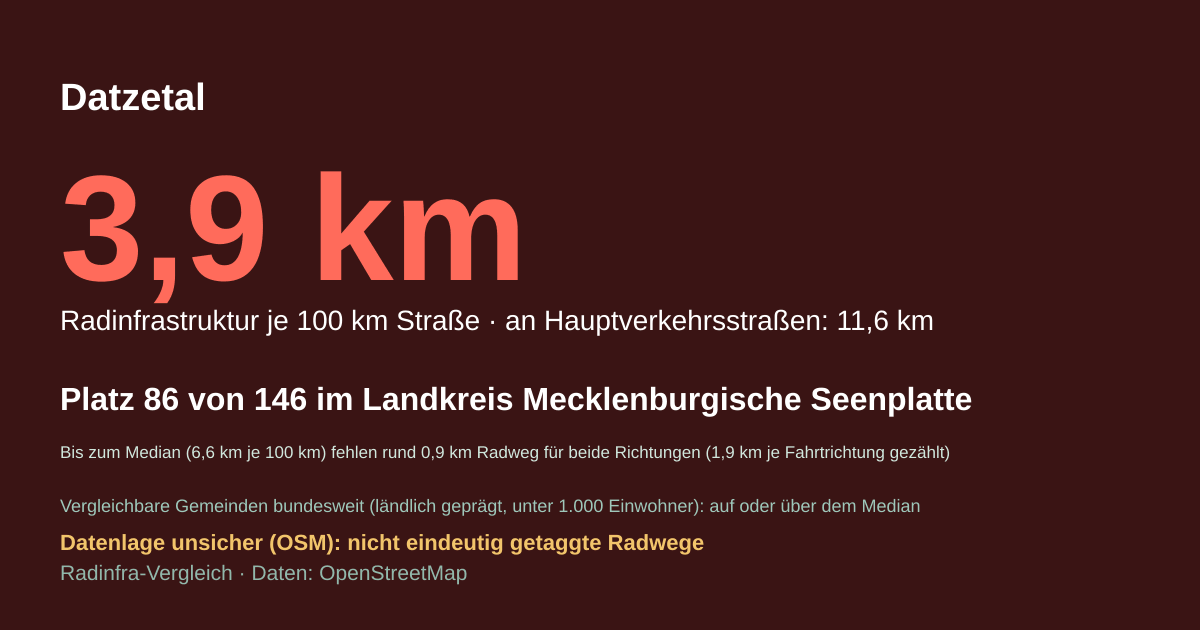 Datzetal
3,9 km
Radinfrastruktur je 100 km Straße · an Hauptverkehrsstraßen: 11,6 km
Platz 86 von 146 im Landkreis Mecklenburgische Seenplatte
Bis zum Median (6,6 km je 100 km) fehlen rund 0,9 km Radweg für beide Richtungen (1,9 km je Fahrtrichtung gezählt)
Vergleichbare Gemeinden bundesweit (ländlich geprägt, unter 1.000 Einwohner): auf oder über dem Median
Datenlage unsicher (OSM): nicht eindeutig getaggte Radwege
Radinfra-Vergleich · Daten: OpenStreetMap